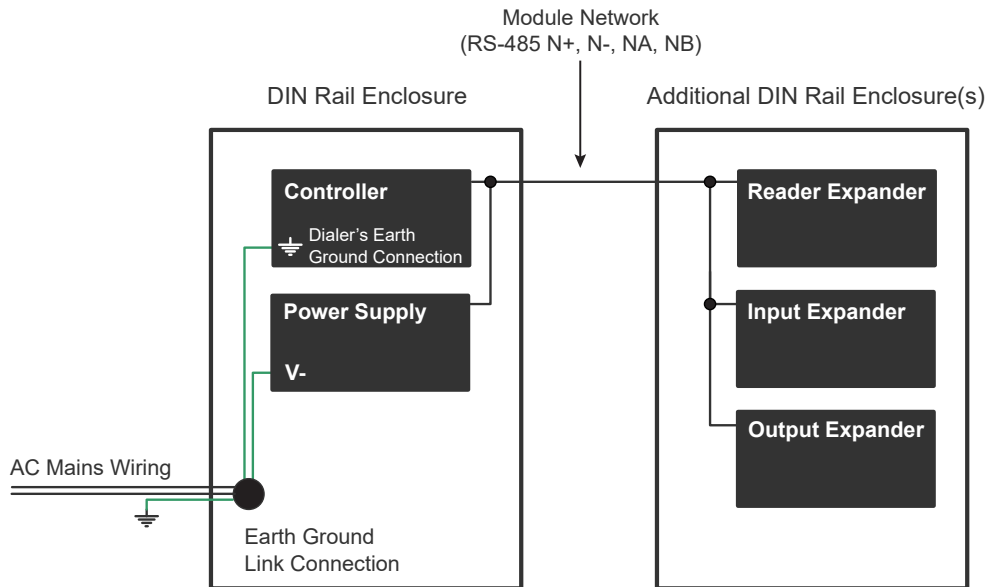 Module Network
(RS-485 N+, N-, NA, NB)
DIN Rail Enclosure
Additional DIN Rail Enclosure(s)
Controller
Dialer’s Earth
Ground Connection
Power Supply
V-
Reader Expander
Input Expander
Output Expander
AC Mains Wiring
Earth Ground
Link Connection